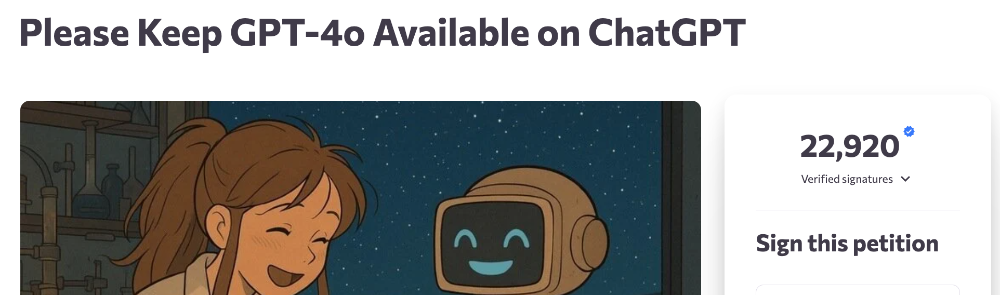 Please Keep GPT-4o Available on ChatGPT
22,920
Verified signatures
Sign this petition